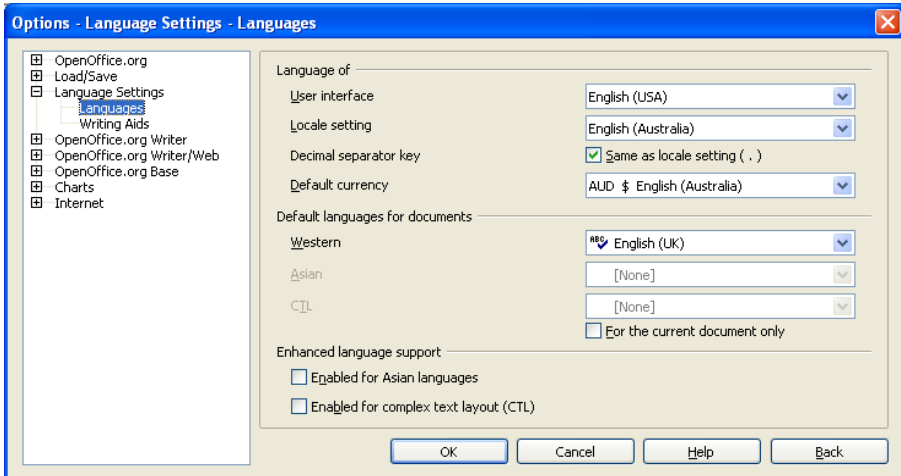 Options - Language Settings - Languages
OpenOffice.org
Load/Save
Language Settings
Languages
Writing Aids
OpenOffice.org Writer
OpenOffice.org Writer/Web
OpenOffice.org Base
Charts
Internet
Language of
User interface
English (USA)
Locale setting
English (Australia)
Decimal separator key
Same as locale setting ( . )
Default currency
AUD $ English (Australia)
Default languages for documents
Western
ABC English (UK)
Asian
[None]
CTL
[None]
For the current document only
Enhanced language support
Enabled for Asian languages
Enabled for complex text layout (CTL)
OK
Cancel
Help
Back